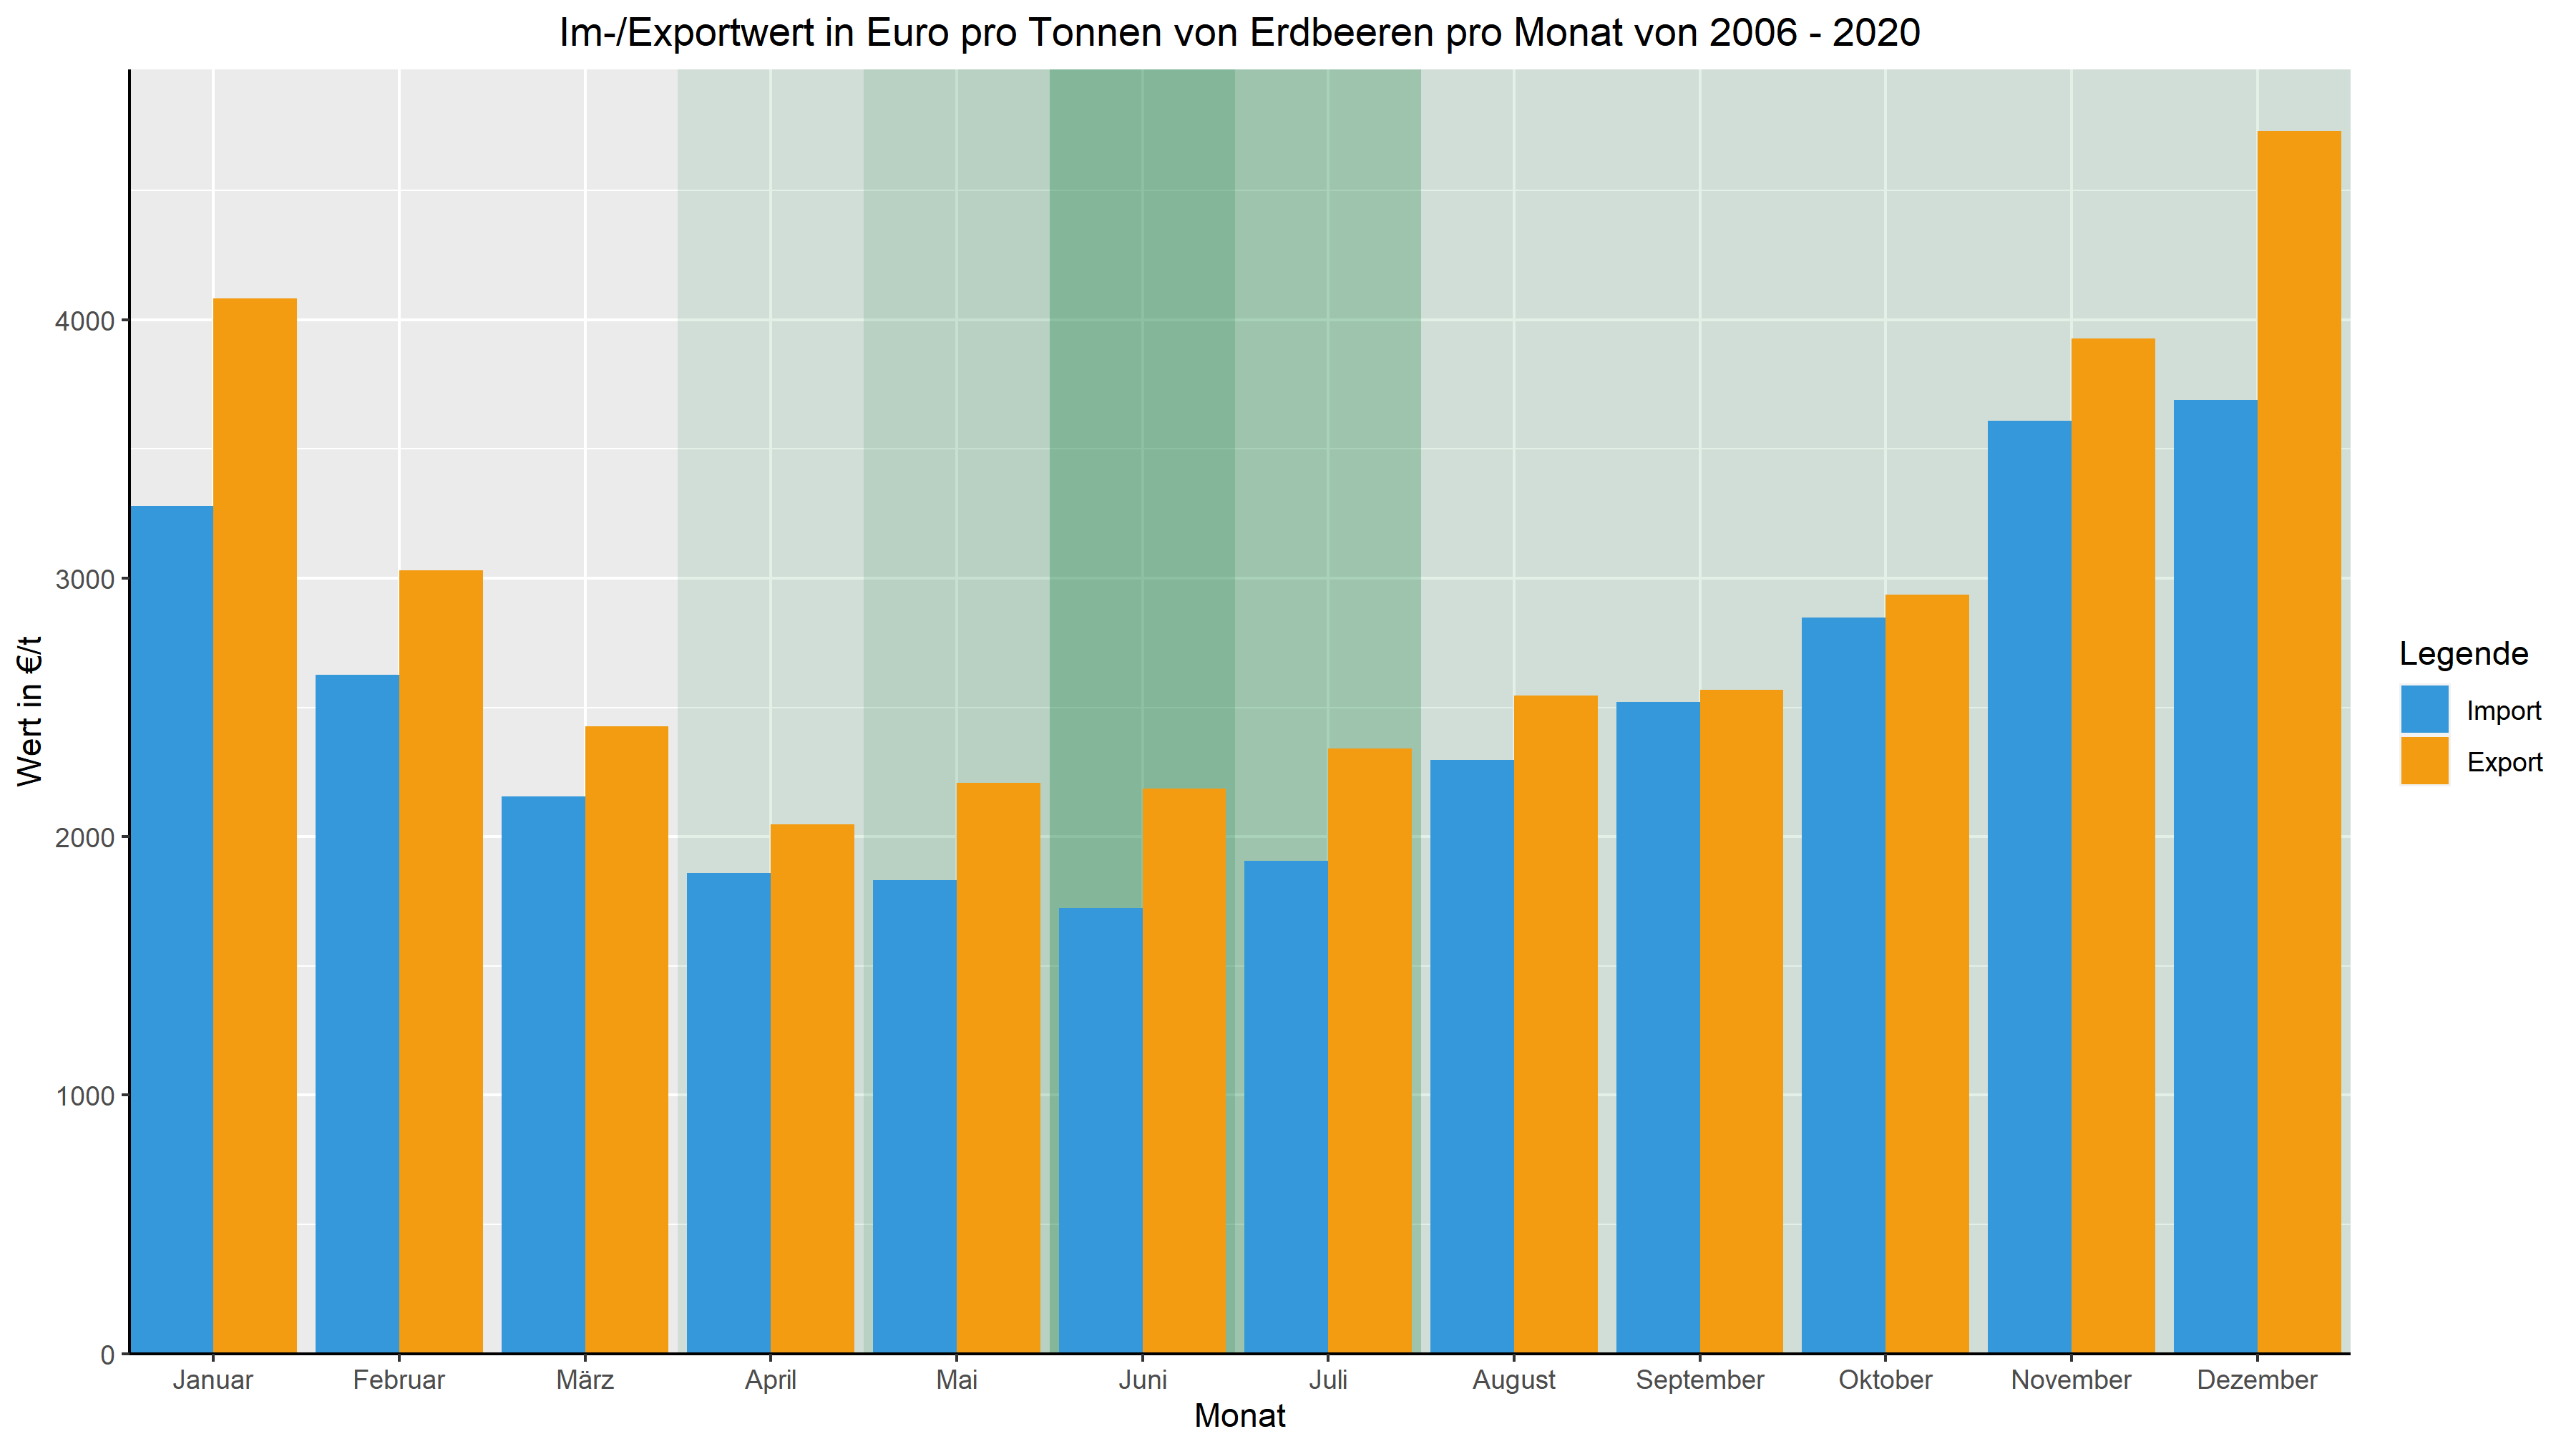 Im-/Exportwert in Euro pro Tonnen von Erdbeeren pro Monat von 2006 - 2020
Wert in €/t
4000
3000
2000
1000
0
Januar Februar März April Mai Juni Juli August September Oktober November Dezember
Monat
Legende
Import
Export